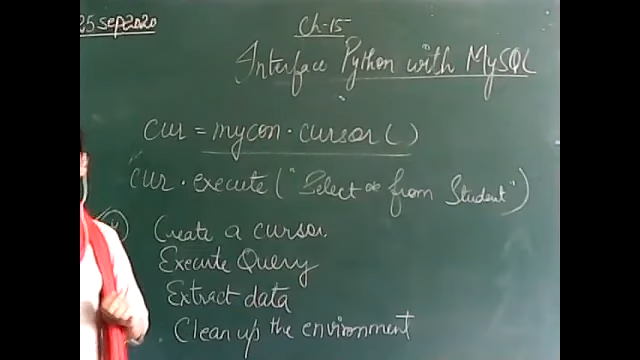 25 Sep 2020
Ch-15
Interface Python with MySQL
cur = mycon.cursor()
cur.execute("Select * from Student")
Create a cursor.
Execute Query
Extract data
Clean up the environment